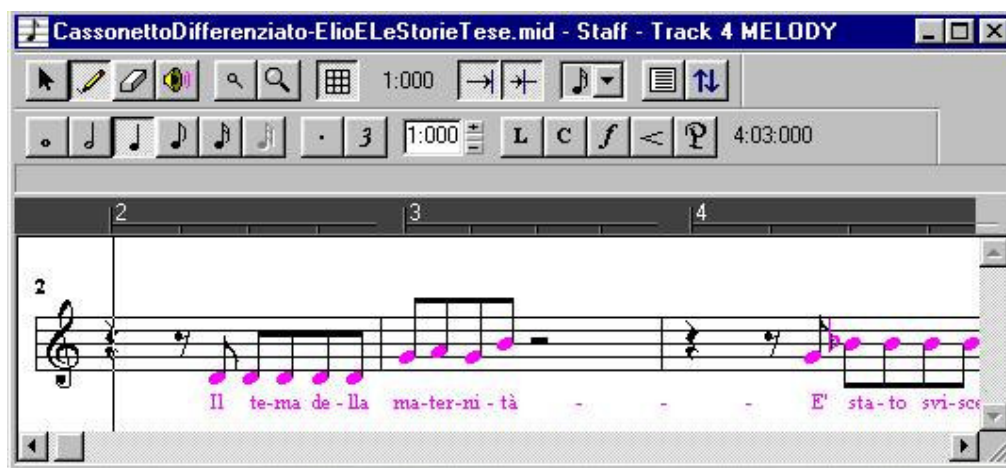 CassonettoDifferenziato-ElioELeStorieTese.mid - Staff - Track 4 MELODY
1:000
3 1:000 L C f < P 4:03:000
2 3 4
2
Il te-ma de-lla ma-ter-ni-tà - - - E' sta-to svi-sce